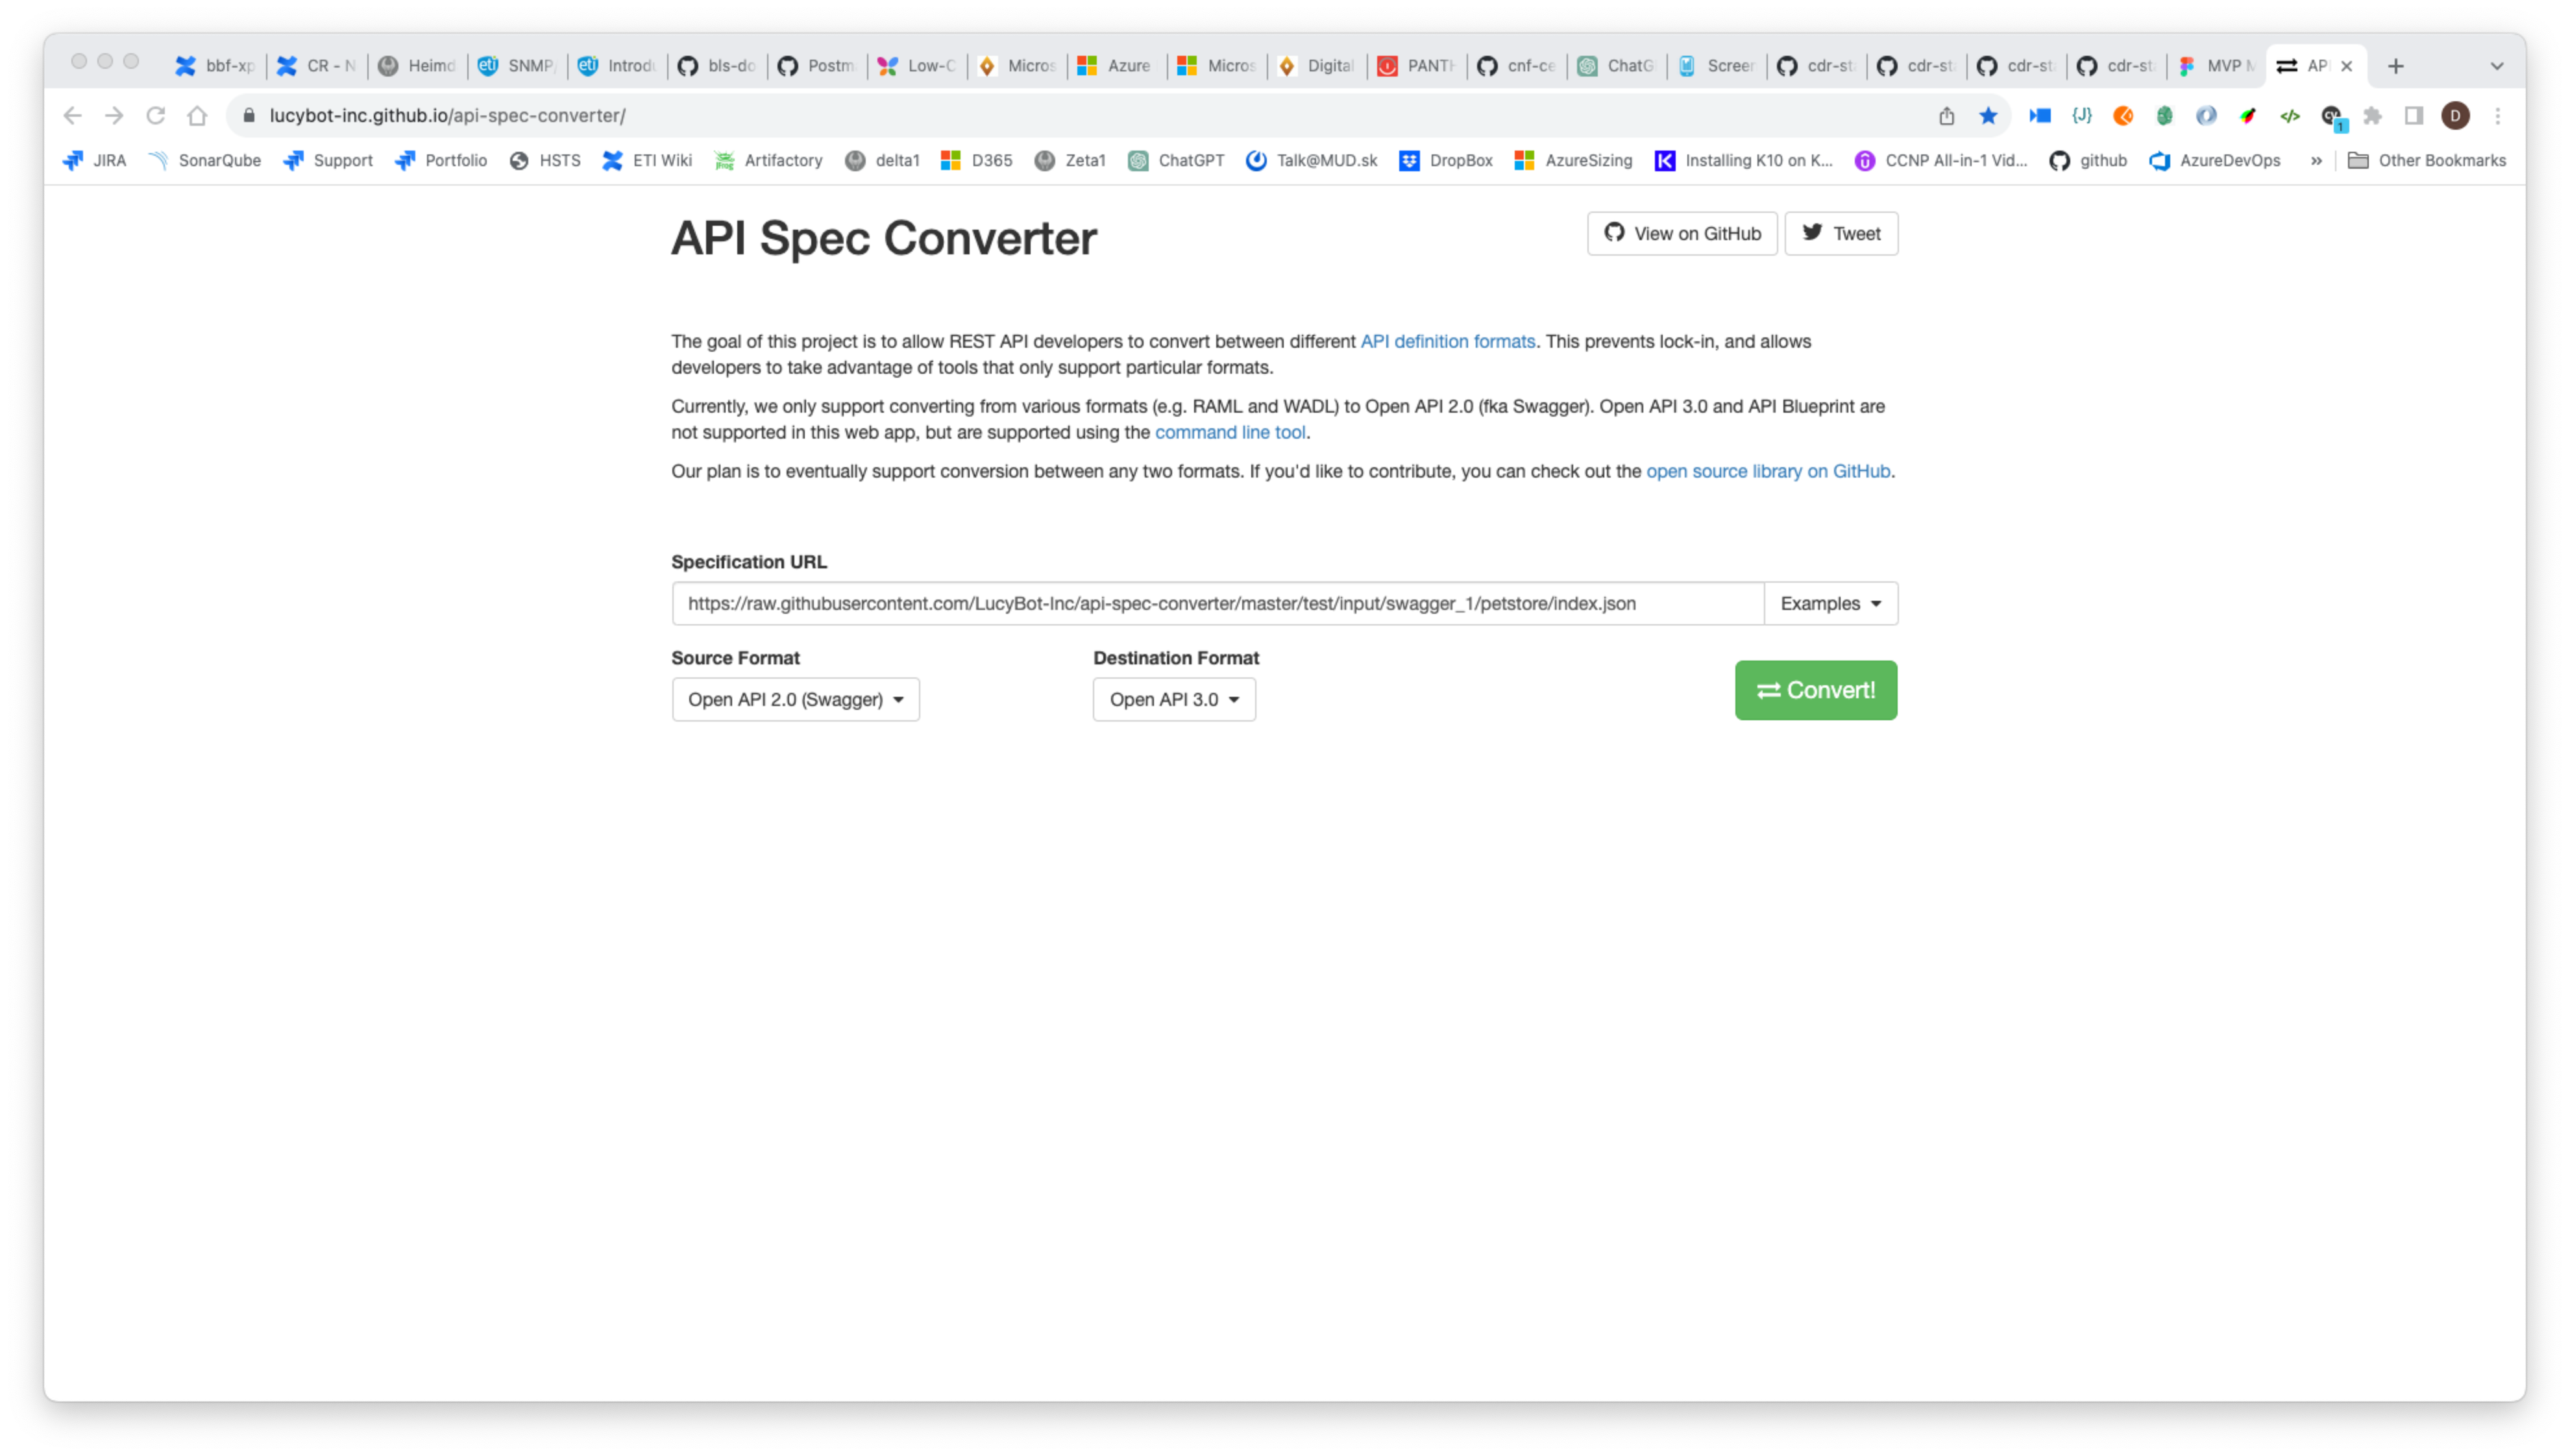 bbf-xp
CR - N
Heimd
SNMP/
Introdu
bls-do
Postm
Low-C
Micros
Azure
Micros
Digital
PANTH
cnf-ce
ChatG
Screen
cdr-sta
cdr-sta
cdr-sta
cdr-sta
MVP M
API
lucybot-inc.github.io/api-spec-converter/
D
1
JIRA
SonarQube
Support
Portfolio
HSTS
ETI Wiki
Artifactory
delta1
D365
Zeta1
ChatGPT
Talk@MUD.sk
DropBox
AzureSizing
Installing K10 on K...
CCNP All-in-1 Vid...
github
AzureDevOps
»
Other Bookmarks
API Spec Converter
View on GitHub
Tweet
The goal of this project is to allow REST API developers to convert between different API definition formats. This prevents lock-in, and allows
developers to take advantage of tools that only support particular formats.
Currently, we only support converting from various formats (e.g. RAML and WADL) to Open API 2.0 (fka Swagger). Open API 3.0 and API Blueprint are
not supported in this web app, but are supported using the command line tool.
Our plan is to eventually support conversion between any two formats. If you'd like to contribute, you can check out the open source library on GitHub.
Specification URL
https://raw.githubusercontent.com/LucyBot-Inc/api-spec-converter/master/test/input/swagger_1/petstore/index.json
Examples
Source Format
Destination Format
Open API 2.0 (Swagger)
Open API 3.0
Convert!